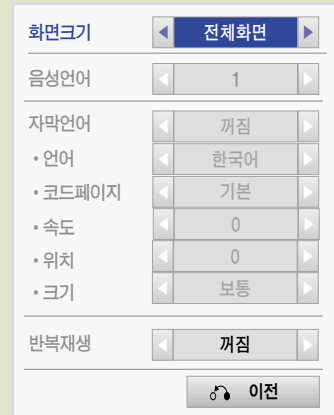 화면크기 전체화면
음성언어 1
자막언어 꺼짐
• 언어 한국어
• 코드페이지 기본
• 속도 0
• 위치 0
• 크기 보통
반복재생 꺼짐
이전